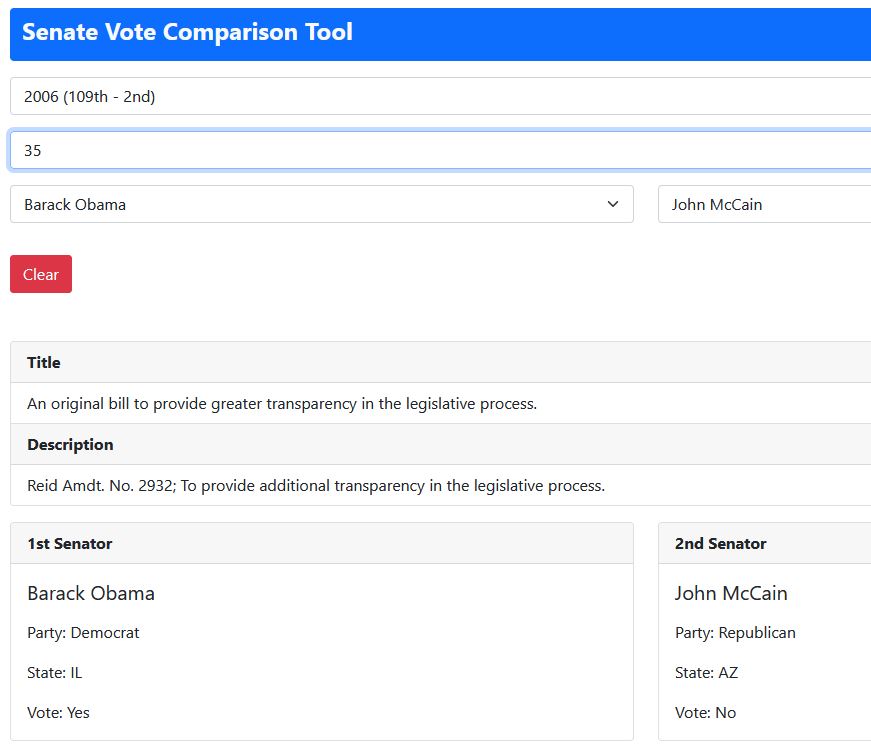 Senate Vote Comparison Tool
2006 (109th - 2nd)
35
Barack Obama
John McCain
Clear
Title
An original bill to provide greater transparency in the legislative process.
Description
Reid Amdt. No. 2932; To provide additional transparency in the legislative process.
1st Senator
Barack Obama
Party: Democrat
State: IL
Vote: Yes
2nd Senator
John McCain
Party: Republican
State: AZ
Vote: No